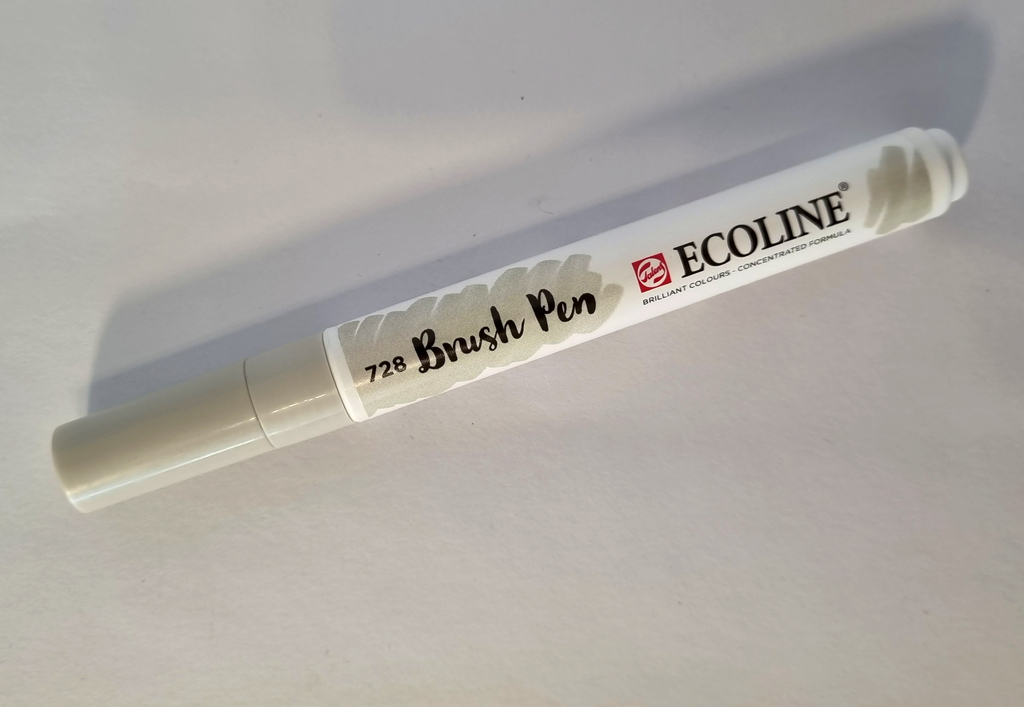 728 Brush Pen
Talens
ECOLINE®
BRILLIANT COLOURS - CONCENTRATED FORMULA